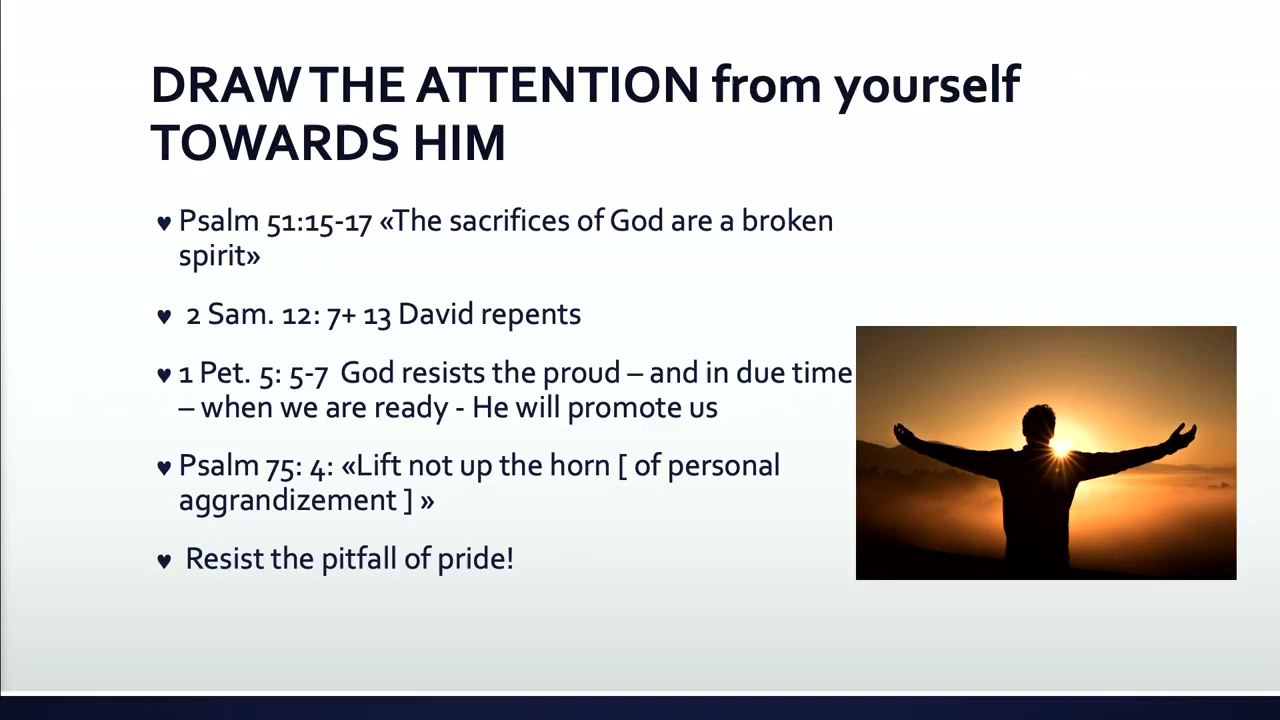 DRAW THE ATTENTION from yourself
TOWARDS HIM
♥ Psalm 51:15-17 «The sacrifices of God are a broken
spirit»
♥ 2 Sam. 12: 7+ 13 David repents
♥ 1 Pet. 5: 5-7  God resists the proud – and in due time
– when we are ready - He will promote us
♥ Psalm 75: 4: «Lift not up the horn [ of personal
aggrandizement ] »
♥ Resist the pitfall of pride!